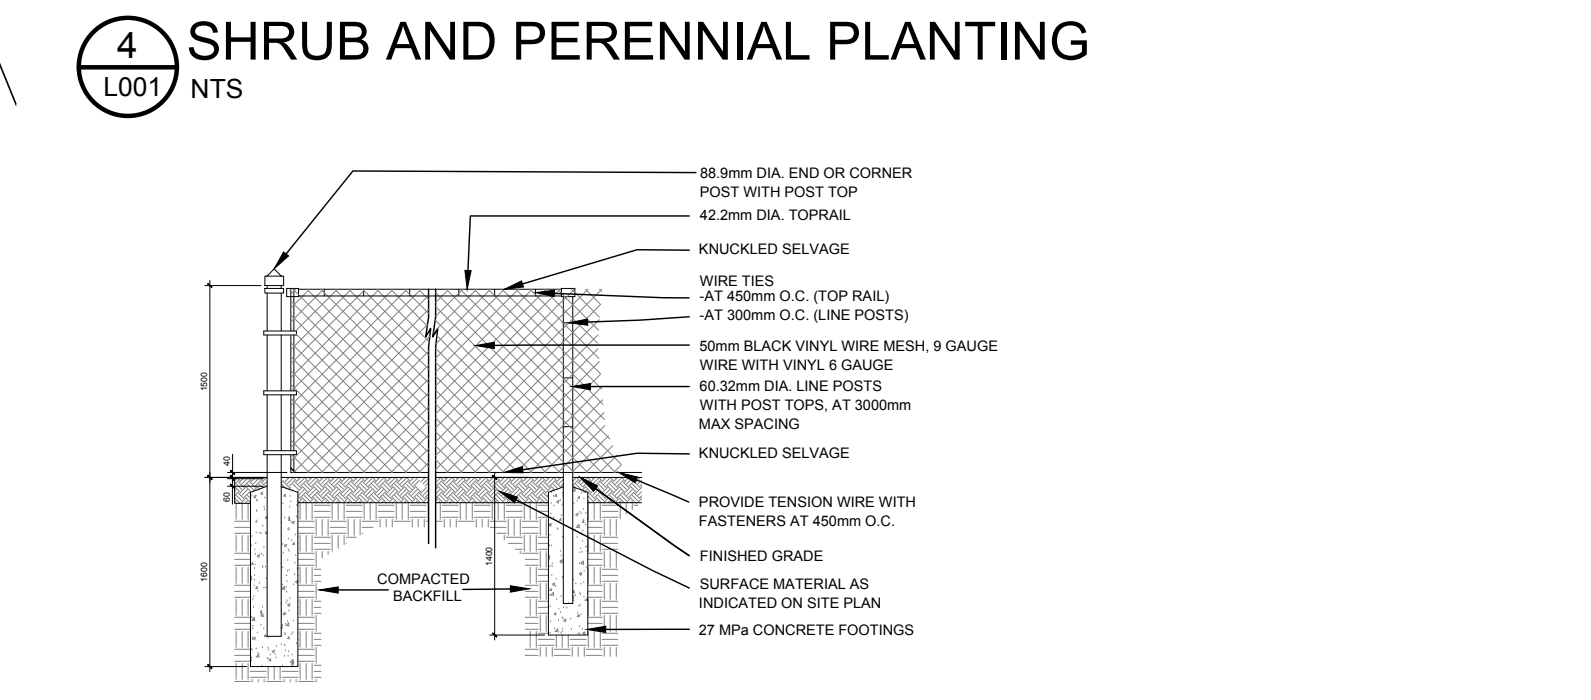 4
L001
SHRUB AND PERENNIAL PLANTING
NTS
88.9mm DIA. END OR CORNER
POST WITH POST TOP
42.2mm DIA. TOPRAIL
KNUCKLED SELVAGE
WIRE TIES
-AT 450mm O.C. (TOP RAIL)
-AT 300mm O.C. (LINE POSTS)
50mm BLACK VINYL WIRE MESH, 9 GAUGE
WIRE WITH VINYL 6 GAUGE
60.32mm DIA. LINE POSTS
WITH POST TOPS, AT 3000mm
MAX SPACING
KNUCKLED SELVAGE
PROVIDE TENSION WIRE WITH
FASTENERS AT 450mm O.C.
FINISHED GRADE
SURFACE MATERIAL AS
INDICATED ON SITE PLAN
27 MPa CONCRETE FOOTINGS
1500
40
60
1600
1400
COMPACTED
BACKFILL